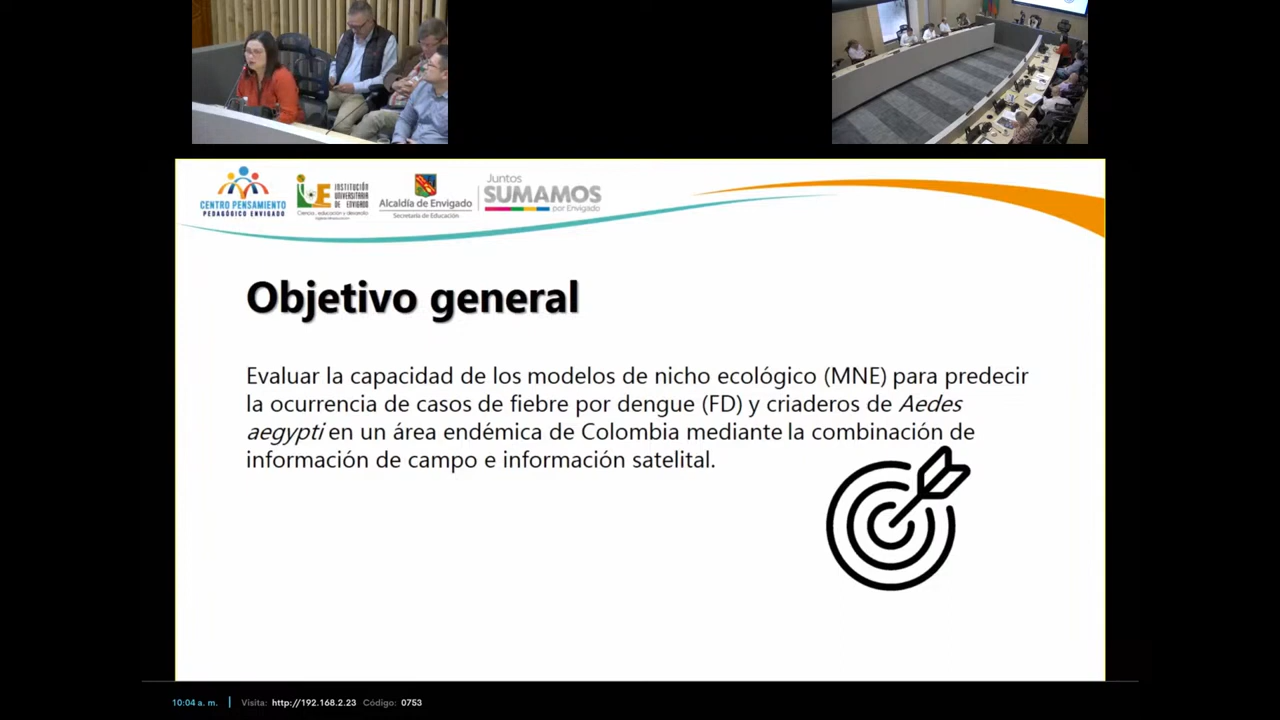 CENTRO PENSAMIENTO
PEDAGÓGICO ENVIGADO
IUE
INSTITUCIÓN
UNIVERSITARIA
DE ENVIGADO
Ciencia, educación y desarrollo
Alcaldía de Envigado
Secretaría de Educación
Juntos
SUMAMOS
por Envigado
Objetivo general
Evaluar la capacidad de los modelos de nicho ecológico (MNE) para predecir
la ocurrencia de casos de fiebre por dengue (FD) y criaderos de Aedes
aegypti en un área endémica de Colombia mediante la combinación de
información de campo e información satelital.
10:04 a. m. | Visita: http://192.168.2.23 Código: 0753